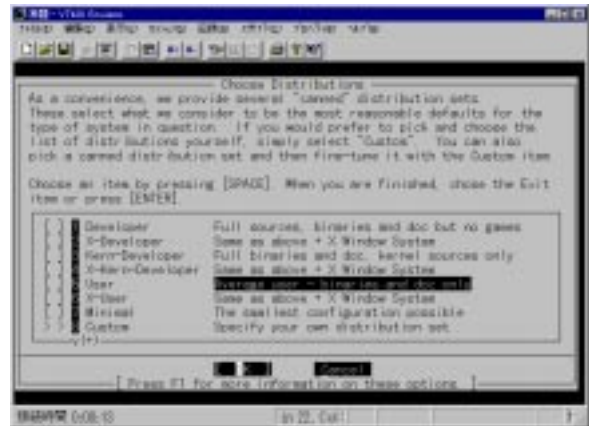 Choose Distributions
As a convenience, we provide several "canned" distribution sets.
These select what we consider to be the most reasonable defaults for the
type of system in question. If you would prefer to pick and choose the
list of distributions yourself, simply select "Custom". You can also
pick a canned distribution set and then fine-tune it with the Custom item.
Choose an item by pressing [SPACE]. When you are finished, chose the Exit
item or press [ENTER].
[ ] Developer Full sources, binaries and doc but no games
[ ] X-Developer Same as above + X Window System
[ ] Kern-Developer Full binaries and doc, kernel sources only
[ ] X-Kern-Developer Same as above + X Window System
[ ] User Average user - binaries and doc only
[ ] X-User Same as above + X Window System
[ ] Minimal The smallest configuration possible
> > Custom Specify your own distribution set
v(+)
Cancel
[ Press F1 for more information on these options. ]
接続時間 0:08:13